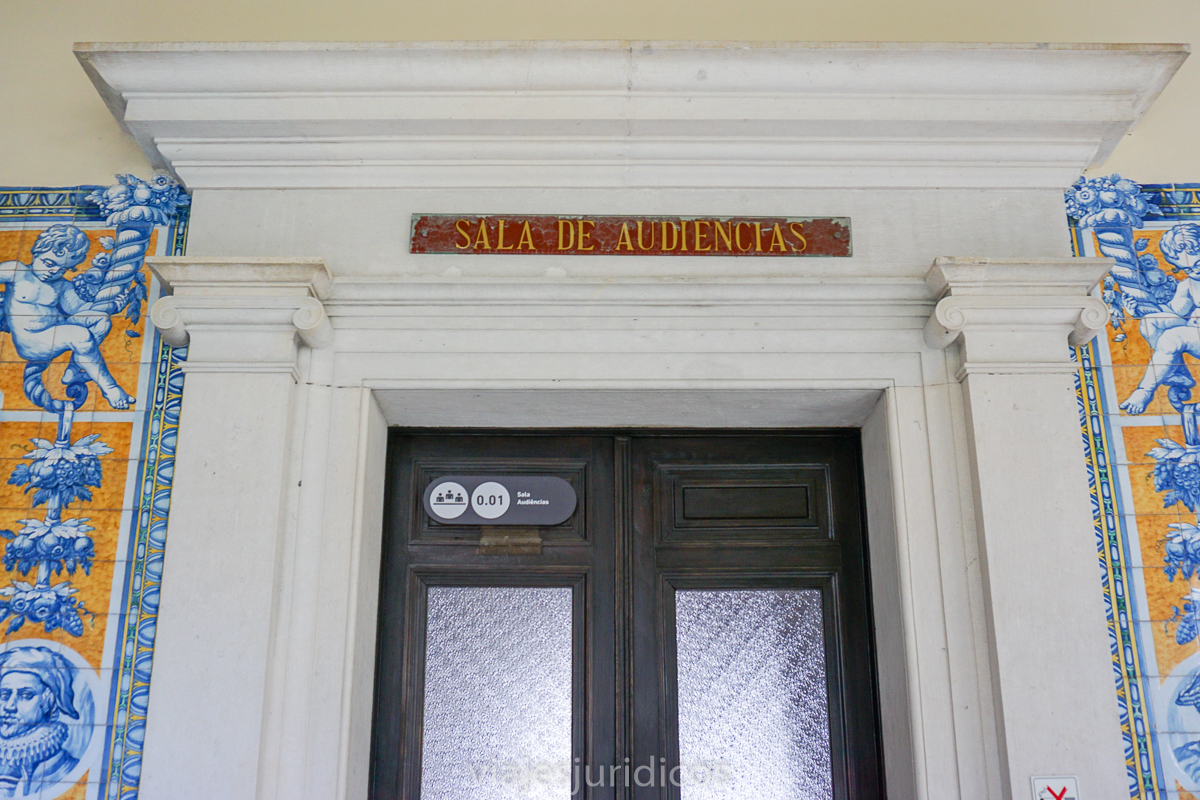 SALA DE AUDIENCIAS
0.01
Sala
Audiências
viajesjuridicos